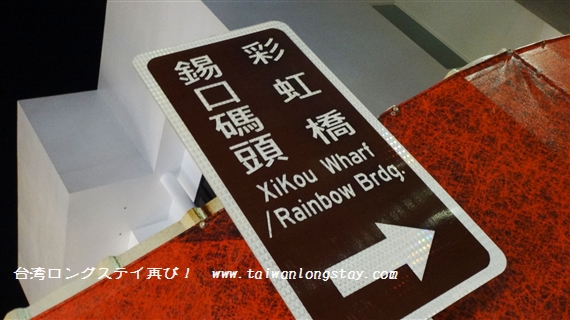 彩虹橋
錫口碼頭
XiKou Wharf
/Rainbow Brdg.
台湾ロングステイ再び！ www.taiwanlongstay.com